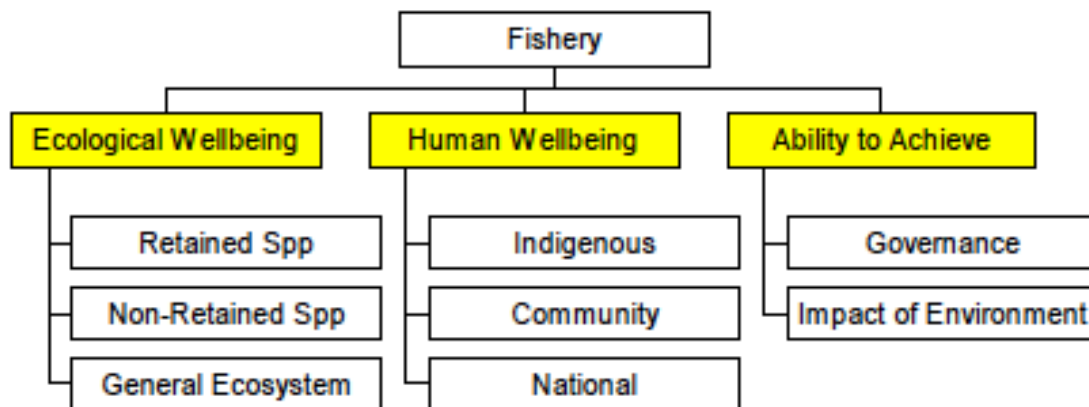 Fishery
Ecological Wellbeing
Human Wellbeing
Ability to Achieve
Retained Spp
Indigenous
Governance
Non-Retained Spp
Community
Impact of Environment
General Ecosystem
National